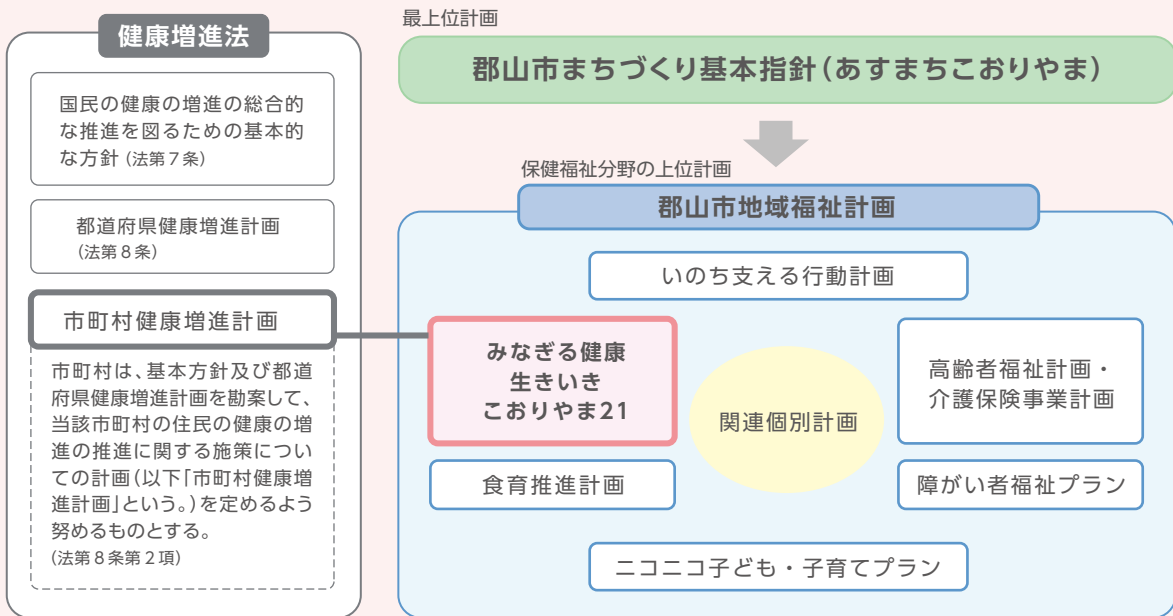 健康増進法
国民の健康の増進の総合的
な推進を図るための基本的
な方針(法第7条)
都道府県健康増進計画
(法第8条)
市町村健康増進計画
市町村は、基本方針及び都道
府県健康増進計画を勘案して、
当該市町村の住民の健康の増
進の推進に関する施策につい
ての計画(以下「市町村健康増
進計画」という。)を定めるよう
努めるものとする。
(法第8条第2項)
最上位計画
郡山市まちづくり基本指針(あすまちこおりやま)
保健福祉分野の上位計画
郡山市地域福祉計画
いのち支える行動計画
みなぎる健康
生きいき
こおりやま21
関連個別計画
高齢者福祉計画・
介護保険事業計画
食育推進計画
障がい者福祉プラン
ニコニコ子ども・子育てプラン